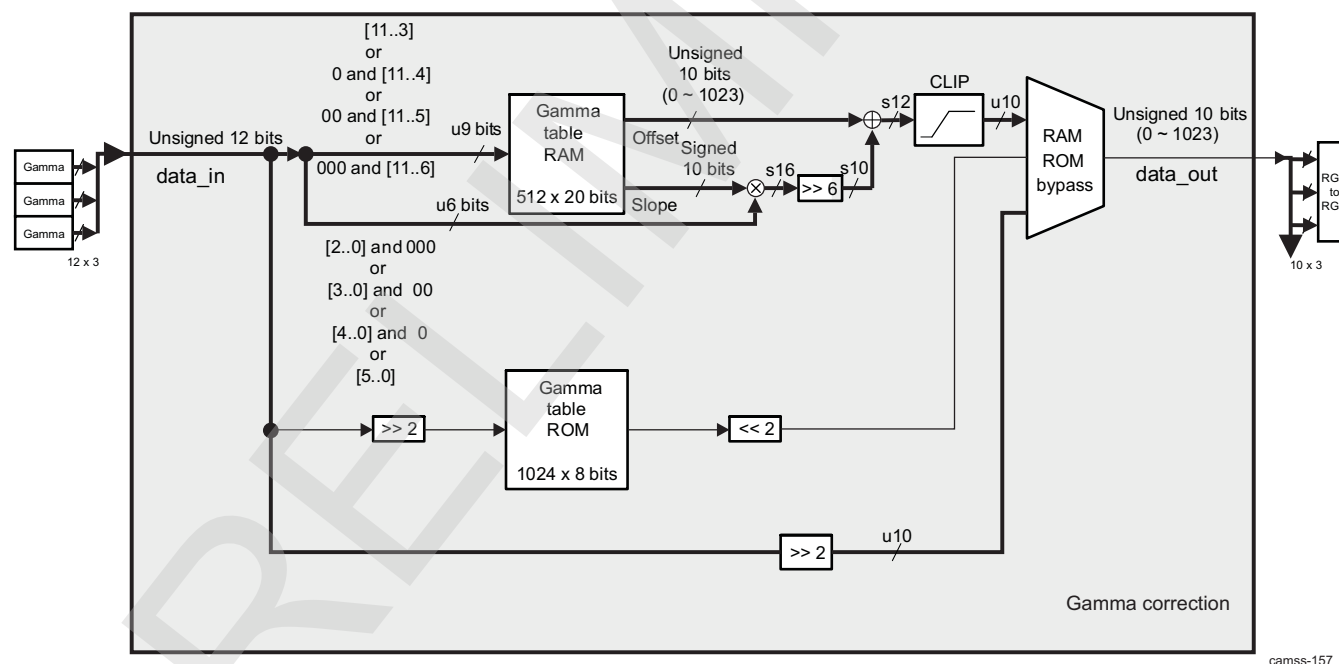 [11..3]
or
0 and [11..4]
or
00 and [11..5]
or
000 and [11..6]
Unsigned 12 bits
data_in
Gamma
Gamma
Gamma
12 x 3
u9 bits
u6 bits
[2..0] and 000
or
[3..0] and 00
or
[4..0] and 0
or
[5..0]
Gamma
table
RAM
512 x 20 bits
Unsigned
10 bits
(0 ~ 1023)
Offset
Signed
10 bits
Slope
s16
>> 6
s10
s12
CLIP
u10
RAM
ROM
bypass
Unsigned 10 bits
(0 ~ 1023)
data_out
RG
to
RG
10 x 3
>> 2
Gamma
table
ROM
1024 x 8 bits
<< 2
>> 2
u10
Gamma correction
camss-157